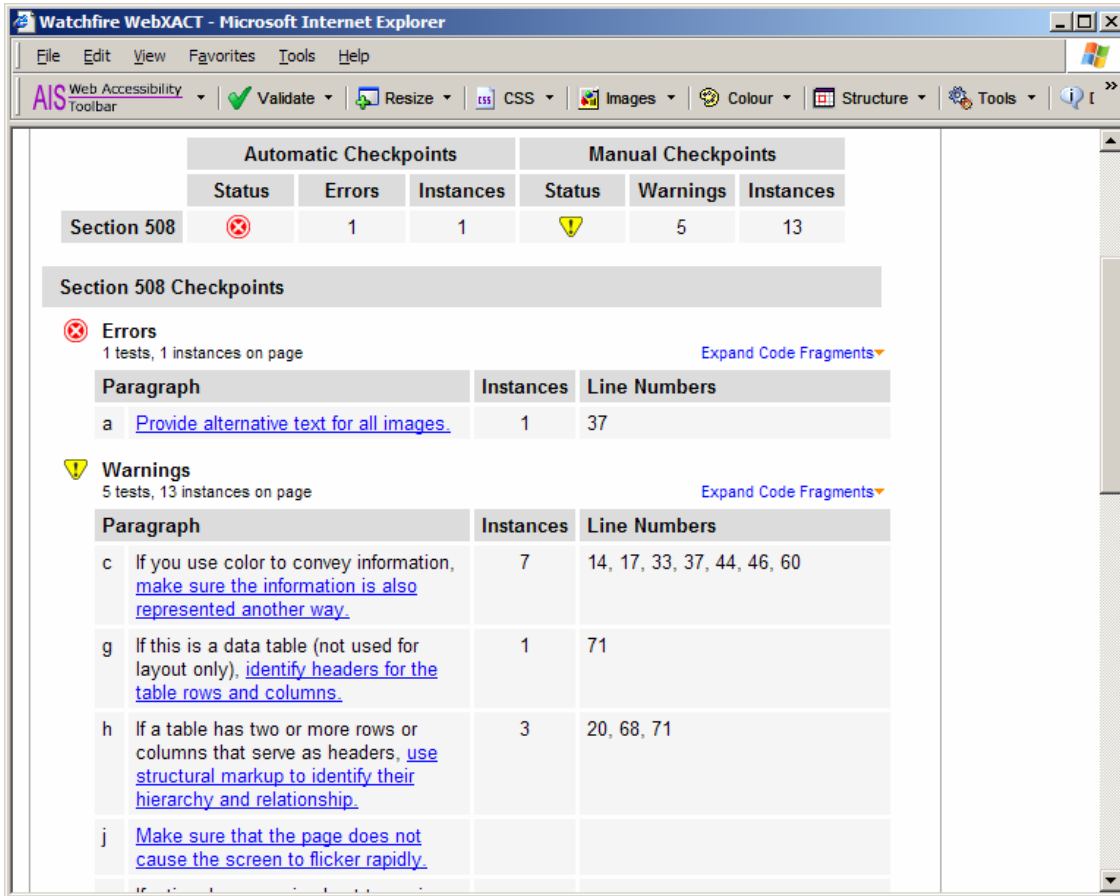 Watchfire WebXACT - Microsoft Internet Explorer
File Edit View Favorites Tools Help
AIS Web Accessibility Toolbar Validate Resize CSS Images Colour Structure Tools
Automatic Checkpoints Manual Checkpoints
Status Errors Instances Status Warnings Instances
Section 508 1 1 5 13
Section 508 Checkpoints
Errors
1 tests, 1 instances on page Expand Code Fragments
Paragraph Instances Line Numbers
a Provide alternative text for all images. 1 37
Warnings
5 tests, 13 instances on page Expand Code Fragments
Paragraph Instances Line Numbers
c If you use color to convey information, 7 14, 17, 33, 37, 44, 46, 60
make sure the information is also
represented another way.
g If this is a data table (not used for 1 71
layout only), identify headers for the
table rows and columns.
h If a table has two or more rows or 3 20, 68, 71
columns that serve as headers, use
structural markup to identify their
hierarchy and relationship.
j Make sure that the page does not
cause the screen to flicker rapidly.